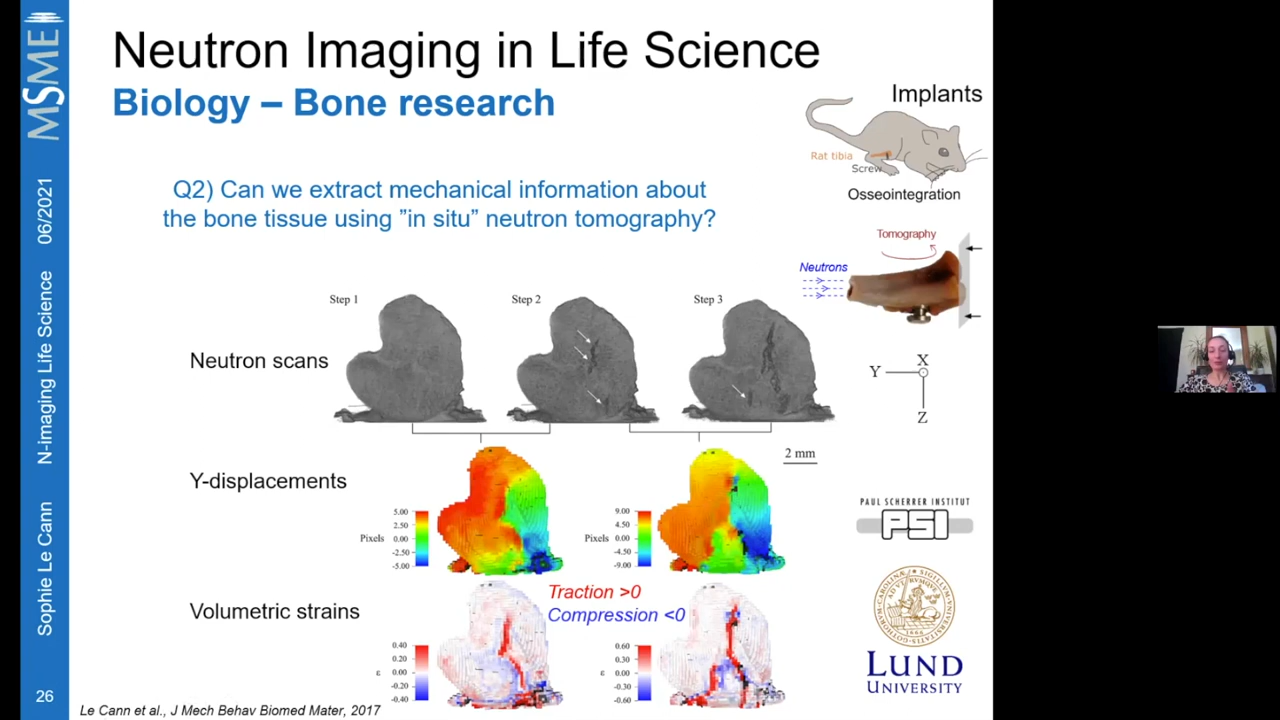 MSME
06/2021
N-imaging Life Science
Sophie Le Cann
26
Neutron Imaging in Life Science
Biology – Bone research
Implants
Rat tibia
Screw
Osseointegration
Q2) Can we extract mechanical information about
the bone tissue using ”in situ” neutron tomography?
Tomography
Neutrons
Step 1
Step 2
Step 3
Neutron scans
X
Y
Z
2 mm
Y-displacements
Pixels
5.00
2.50
0.00
-2.50
-5.00
Pixels
9.00
4.50
0.00
-4.50
-9.00
PAUL SCHERRER INSTITUT
PSI
Volumetric strains
Traction >0
Compression <0
ε
0.40
0.20
0.00
-0.20
-0.40
ε
0.60
0.30
0.00
-0.30
-0.60
1666
LUND
UNIVERSITY
Le Cann et al., J Mech Behav Biomed Mater, 2017